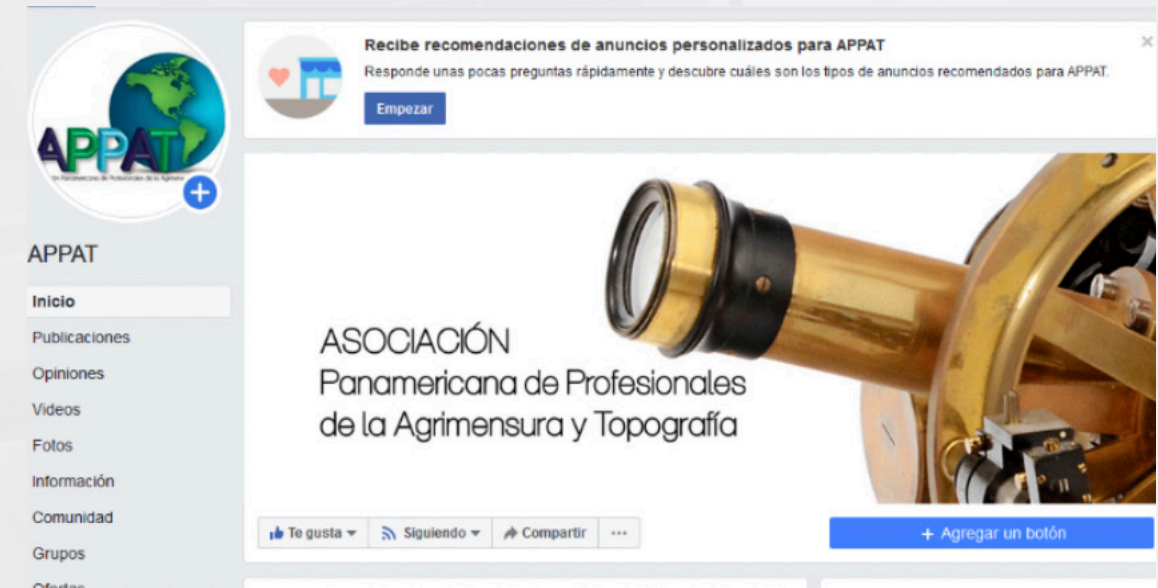 APPAT
APPAT
Inicio
Publicaciones
Opiniones
Videos
Fotos
Información
Comunidad
Grupos
Ofertas
Recibe recomendaciones de anuncios personalizados para APPAT
Responde unas pocas preguntas rápidamente y descubre cuáles son los tipos de anuncios recomendados para APPAT.
Empezar
ASOCIACIÓN
Panamericana de Profesionales
de la Agrimensura y Topografía
Te gusta
Siguiendo
Compartir
+ Agregar un botón